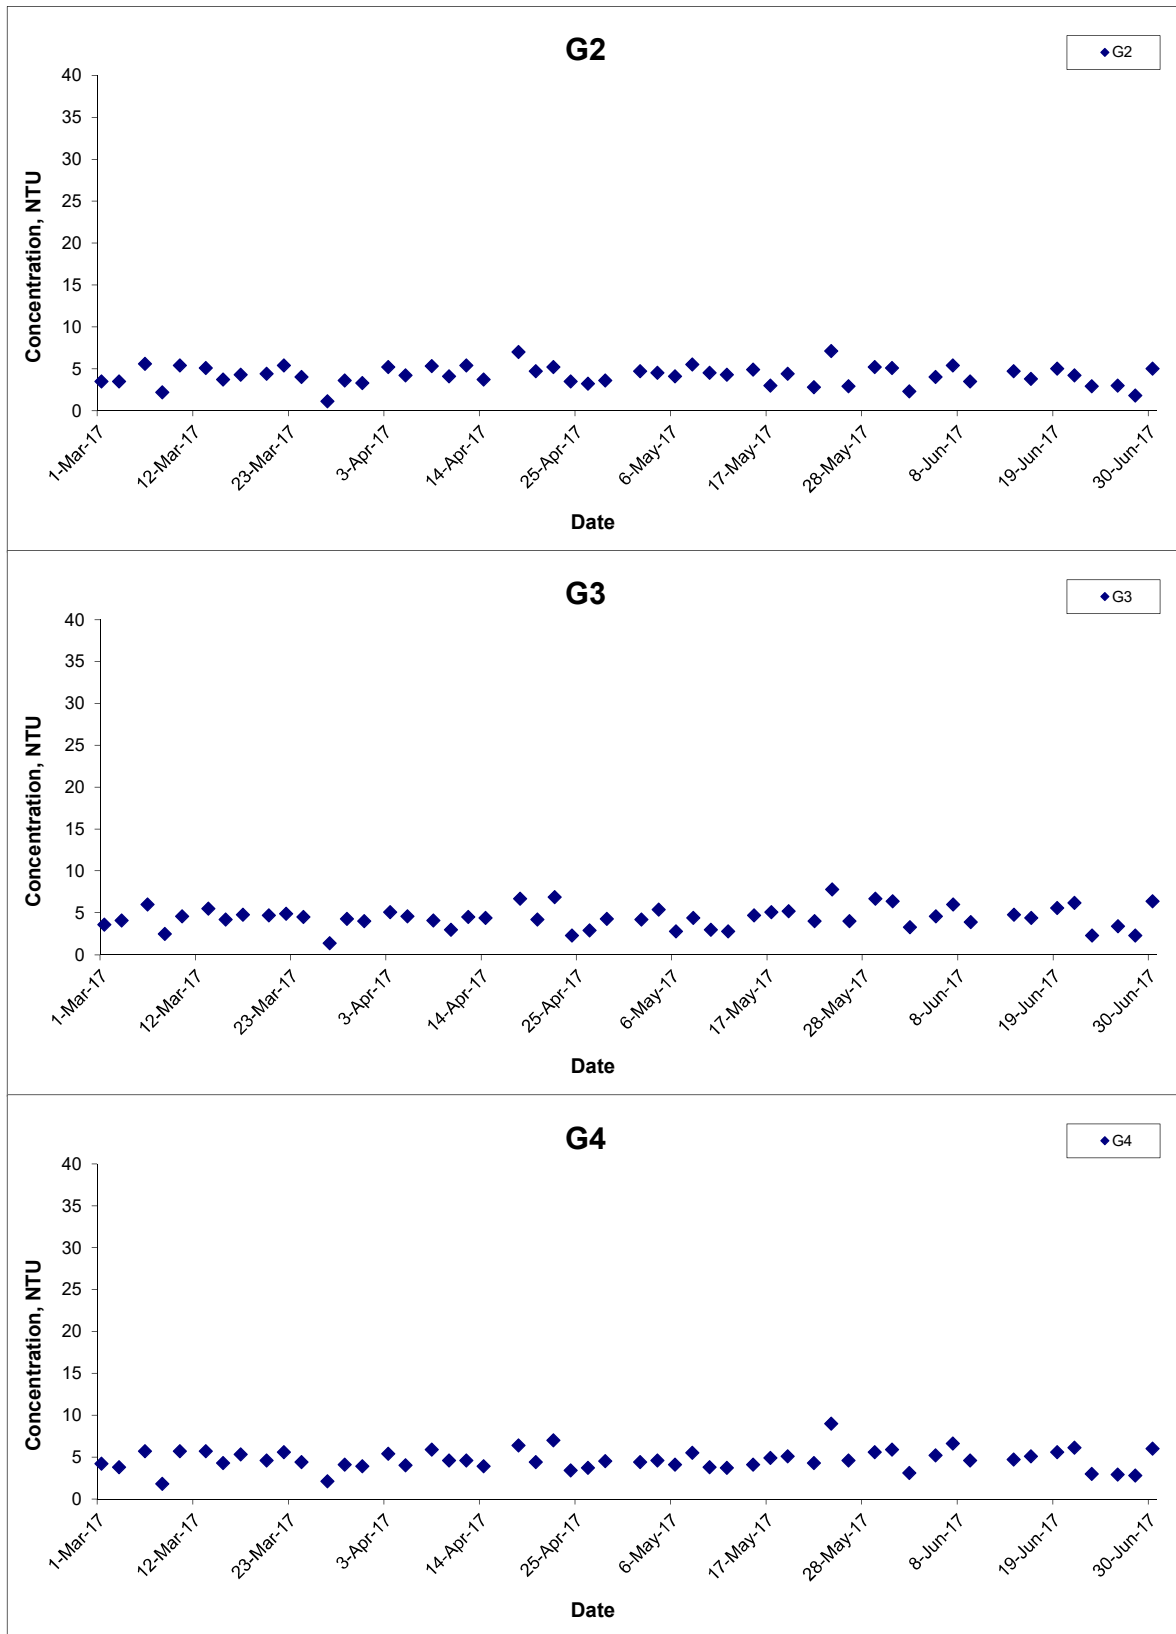 G2
G2
40
35
30
25
20
15
10
5
0
Concentration, NTU
1-Mar-17 12-Mar-17 23-Mar-17 3-Apr-17 14-Apr-17 25-Apr-17 6-May-17 17-May-17 28-May-17 8-Jun-17 19-Jun-17 30-Jun-17
Date
G3
G3
40
35
30
25
20
15
10
5
0
Concentration, NTU
1-Mar-17 12-Mar-17 23-Mar-17 3-Apr-17 14-Apr-17 25-Apr-17 6-May-17 17-May-17 28-May-17 8-Jun-17 19-Jun-17 30-Jun-17
Date
G4
G4
40
35
30
25
20
15
10
5
0
Concentration, NTU
1-Mar-17 12-Mar-17 23-Mar-17 3-Apr-17 14-Apr-17 25-Apr-17 6-May-17 17-May-17 28-May-17 8-Jun-17 19-Jun-17 30-Jun-17
Date